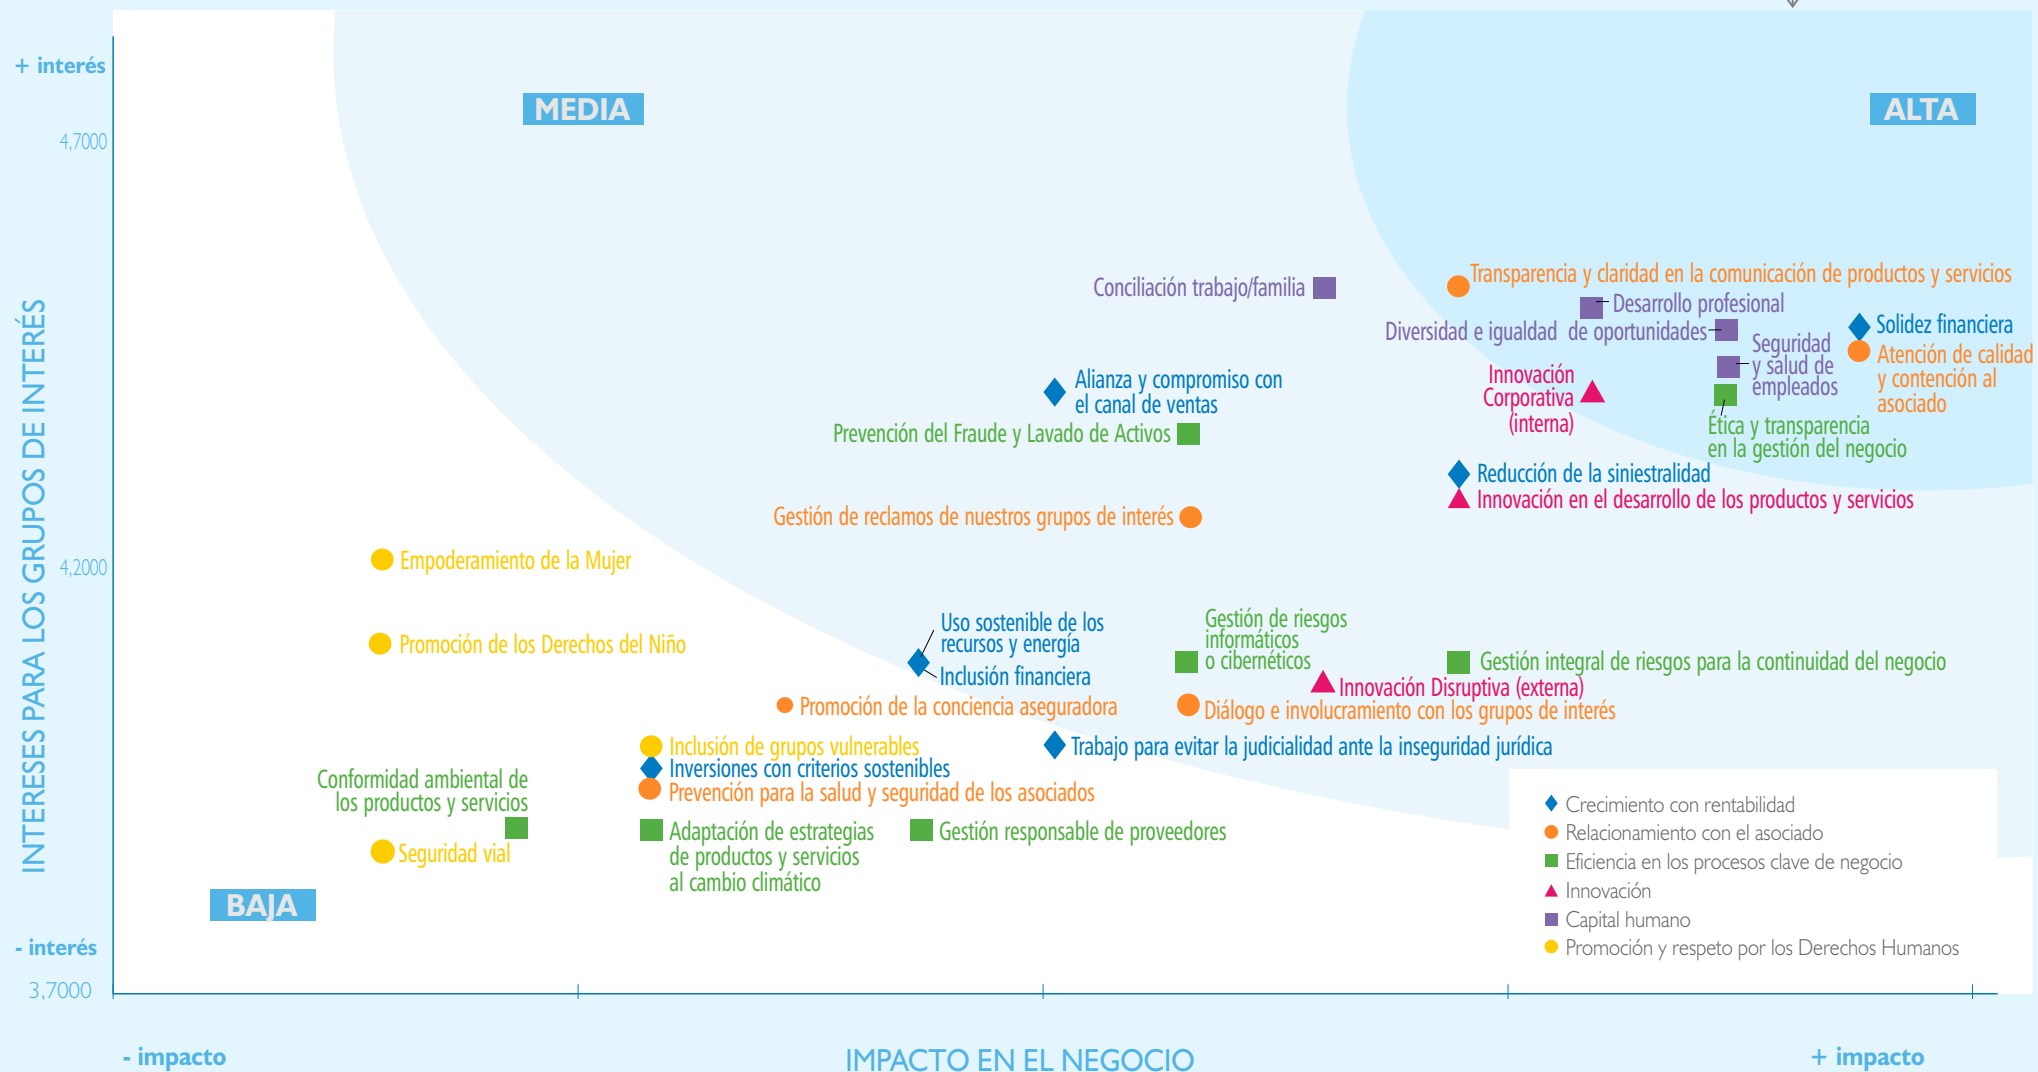 + interés
MEDIA
ALTA
4,7000
Transparencia y claridad en la comunicación de productos y servicios
Conciliación trabajo/familia
Desarrollo profesional
Diversidad e igualdad de oportunidades
Solidez financiera
Seguridad
y salud de
empleados
Atención de calidad
y contención al
asociado
Innovación
Corporativa
(interna)
Alianza y compromiso con
el canal de ventas
Ética y transparencia
en la gestión del negocio
Prevención del Fraude y Lavado de Activos
Reducción de la siniestralidad
Innovación en el desarrollo de los productos y servicios
Gestión de reclamos de nuestros grupos de interés
INTERESES PARA LOS GRUPOS DE INTERÉS
4,2000
Empoderamiento de la Mujer
Promoción de los Derechos del Niño
Uso sostenible de los
recursos y energía
Inclusión financiera
Gestión de riesgos
informáticos
o cibernéticos
Gestión integral de riesgos para la continuidad del negocio
Innovación Disruptiva (externa)
Promoción de la conciencia aseguradora
Diálogo e involucramiento con los grupos de interés
Inclusión de grupos vulnerables
Trabajo para evitar la judicialidad ante la inseguridad jurídica
Inversiones con criterios sostenibles
Prevención para la salud y seguridad de los asociados
Conformidad ambiental de
los productos y servicios
Adaptación de estrategias
de productos y servicios
al cambio climático
Gestión responsable de proveedores
Seguridad vial
BAJA
Crecimiento con rentabilidad
Relacionamiento con el asociado
Eficiencia en los procesos clave de negocio
Innovación
Capital humano
Promoción y respeto por los Derechos Humanos
- interés
3,7000
- impacto
IMPACTO EN EL NEGOCIO
+ impacto